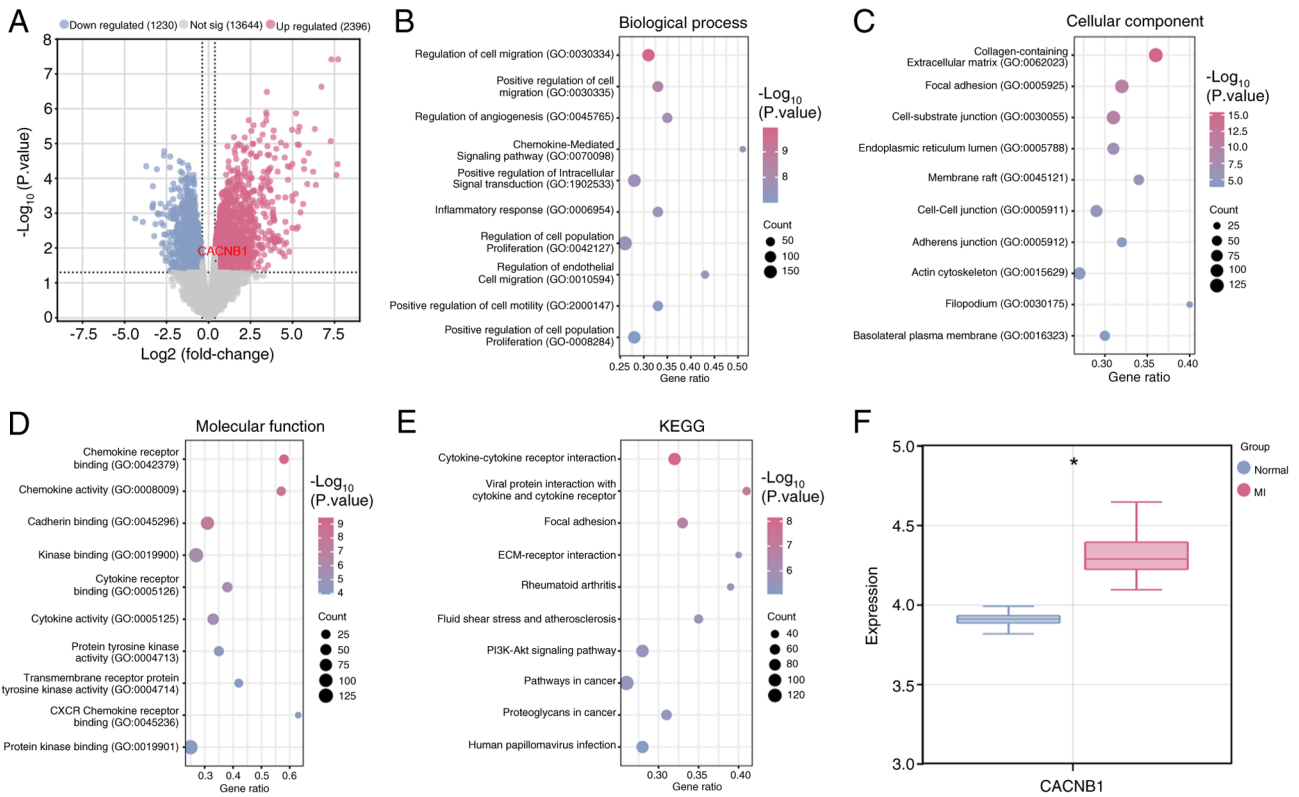 A
Down regulated (1230) Not sig (13644) Up regulated (2396)
8
7
6
5
4
3
2
1
0
-Log10 (P.value)
CACNB1
-7.5 -5.0 -2.5 0.0 2.5 5.0 7.5
Log2 (fold-change)
B
Biological process
Regulation of cell migration (GO:0030334)
Positive regulation of cell
migration (GO:0030335)
Regulation of angiogenesis (GO:0045765)
Chemokine-Mediated
Signaling pathway (GO:0070098)
Positive regulation of Intracellular
Signal transduction (GO:1902533)
Inflammatory response (GO:0006954)
Regulation of cell population
Proliferation (GO:0042127)
Regulation of endothelial
Cell migration (GO:0010594)
Positive regulation of cell motility (GO:2000147)
Positive regulation of cell population
Proliferation (GO-0008284)
0.25 0.30 0.35 0.40 0.45 0.50
Gene ratio
-Log10
(P.value)
9
8
Count
50
100
150
C
Cellular component
Collagen-containing
Extracellular matrix (GO:0062023)
Focal adhesion (GO:0005925)
Cell-substrate junction (GO:0030055)
Endoplasmic reticulum lumen (GO:0005788)
Membrane raft (GO:0045121)
Cell-Cell junction (GO:0005911)
Adherens junction (GO:0005912)
Actin cytoskeleton (GO:0015629)
Filopodium (GO:0030175)
Basolateral plasma membrane (GO:0016323)
0.30 0.35 0.40
Gene ratio
-Log10
(P.value)
15.0
12.5
10.0
7.5
5.0
Count
25
50
75
100
125
D
Molecular function
Chemokine receptor
binding (GO:0042379)
Chemokine activity (GO:0008009)
Cadherin binding (GO:0045296)
Kinase binding (GO:0019900)
Cytokine receptor
binding (GO:0005126)
Cytokine activity (GO:0005125)
Protein tyrosine kinase
activity (GO:0004713)
Transmembrane receptor protein
tyrosine kinase activity (GO:0004714)
CXCR Chemokine receptor
binding (GO:0045236)
Protein kinase binding (GO:0019901)
0.3 0.4 0.5 0.6
Gene ratio
-Log10
(P.value)
9
8
7
6
5
4
Count
25
50
75
100
125
E
KEGG
Cytokine-cytokine receptor interaction
Viral protein interaction with
cytokine and cytokine receptor
Focal adhesion
ECM-receptor interaction
Rheumatoid arthritis
Fluid shear stress and atherosclerosis
PI3K-Akt signaling pathway
Pathways in cancer
Proteoglycans in cancer
Human papillomavirus infection
0.30 0.35 0.40
Gene ratio
-Log10
(P.value)
8
7
6
Count
40
60
80
100
120
F
5.0
4.5
4.0
3.5
3.0
Expression
*
CACNB1
Group
Normal
MI